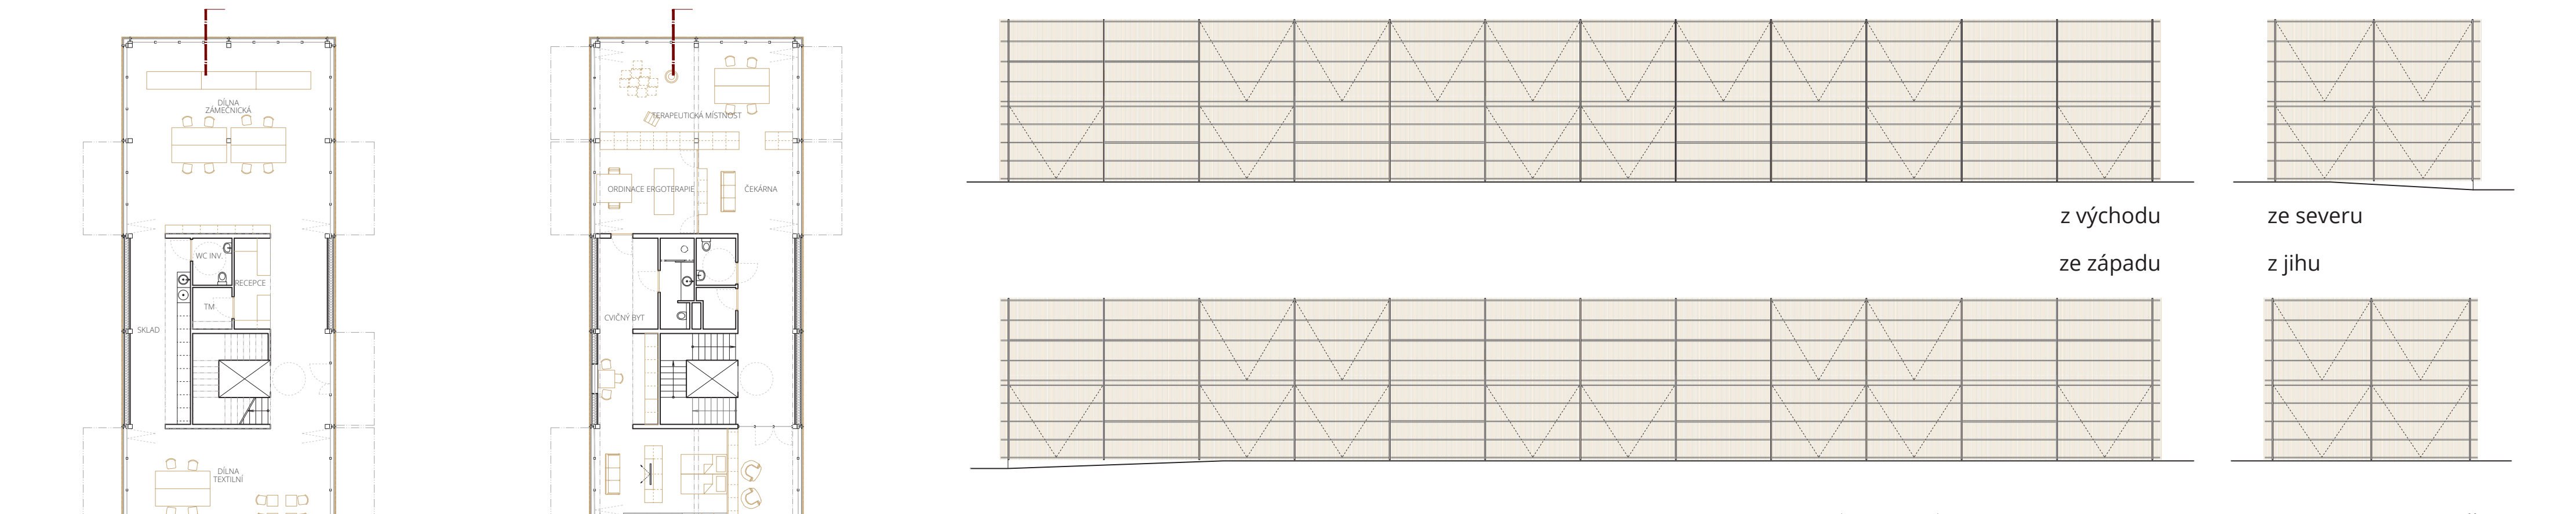 DÍLNA
ZÁMEČNICKÁ
WC INV.
RECEPCE
TM
SKLAD
DÍLNA
TEXTILNÍ
TERAPEUTICKÁ MÍSTNOST
ORDINACE ERGOTERAPIE
ČEKÁRNA
CVIČNÝ BYT
z východu
ze severu
ze západu
z jihu